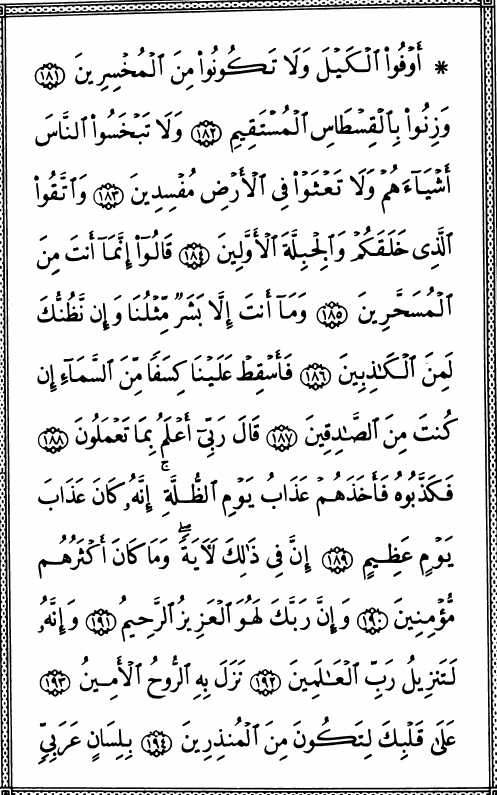 * أَوْفُوا۟ ٱلْكَيْلَ وَلَا تَكُونُوا۟ مِنَ ٱلْمُخْسِرِينَ ١٨١
وَزِنُوا۟ بِٱلْقِسْطَاسِ ٱلْمُسْتَقِيمِ ١٨٢ وَلَا تَبْخَسُوا۟ ٱلنَّاسَ
أَشْيَآءَهُمْ وَلَا تَعْثَوْا۟ فِى ٱلْأَرْضِ مُفْسِدِينَ ١٨٣ وَٱتَّقُوا۟
ٱلَّذِى خَلَقَكُمْ وَٱلْجِبِلَّةَ ٱلْأَوَّلِينَ ١٨٤ قَالُوٓا۟ إِنَّمَآ أَنتَ مِنَ
ٱلْمُسَحَّرِينَ ١٨٥ وَمَآ أَنتَ إِلَّا بَشَرٌ مِّثْلُنَا وَإِن نَّظُنُّكَ
لَمِنَ ٱلْكَـٰذِبِينَ ١٨٦ فَأَسْقِطْ عَلَيْنَا كِسَفًا مِّنَ ٱلسَّمَآءِ إِن
كُنتَ مِنَ ٱلصَّـٰدِقِينَ ١٨٧ قَالَ رَبِّىٓ أَعْلَمُ بِمَا تَعْمَلُونَ ١٨٨
فَكَذَّبُوهُ فَأَخَذَهُمْ عَذَابُ يَوْمِ ٱلظُّلَّةِ ۚ إِنَّهُۥ كَانَ عَذَابَ
يَوْمٍ عَظِيمٍ ١٨٩ إِنَّ فِى ذَٰلِكَ لَـَٔايَةً ۖ وَمَا كَانَ أَكْثَرُهُم
مُّؤْمِنِينَ ١٩٠ وَإِنَّ رَبَّكَ لَهُوَ ٱلْعَزِيزُ ٱلرَّحِيمُ ١٩١ وَإِنَّهُۥ
لَتَنزِيلُ رَبِّ ٱلْعَـٰلَمِينَ ١٩٢ نَزَلَ بِهِ ٱلرُّوحُ ٱلْأَمِينُ ١٩٣
عَلَىٰ قَلْبِكَ لِتَكُونَ مِنَ ٱلْمُنذِرِينَ ١٩٤ بِلِسَانٍ عَرَبِىٍّ